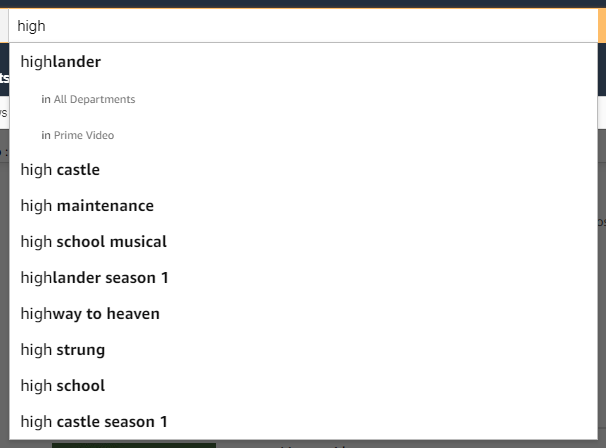 high
highlander
in All Departments
in Prime Video
high castle
high maintenance
high school musical
highlander season 1
highway to heaven
high strung
high school
high castle season 1